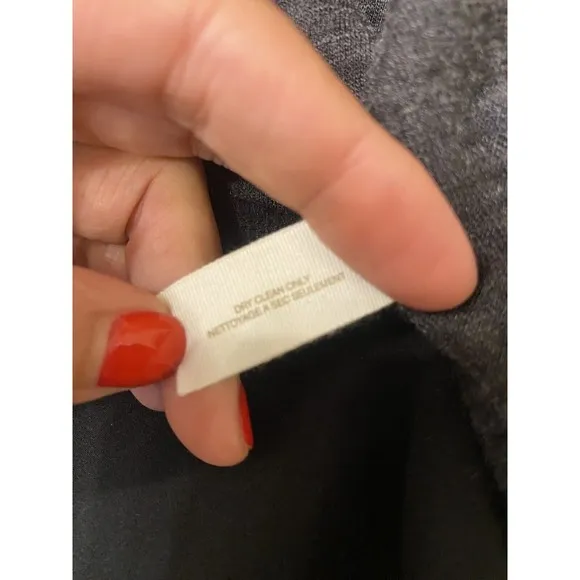 DRY CLEAN ONLY
NETTOYAGE A SEC SEULEMENT